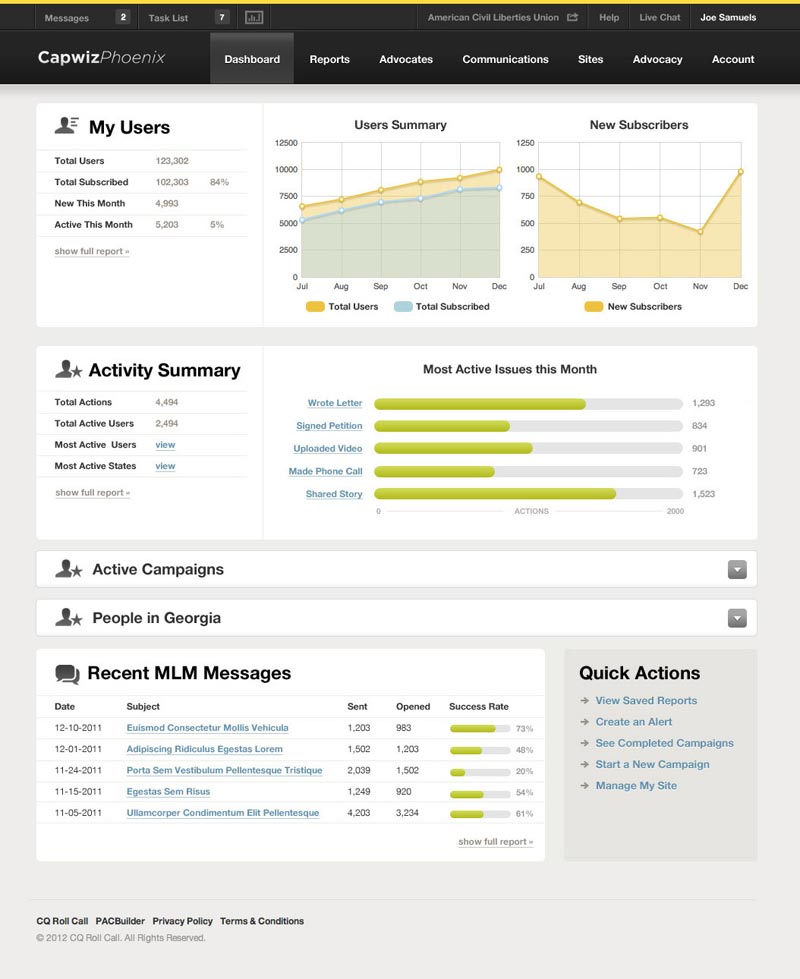 Messages 2 Task List 7 American Civil Liberties Union Help Live Chat Joe Samuels
CapwizPhoenix Dashboard Reports Advocates Communications Sites Advocacy Account
My Users
Total Users 123,302
Total Subscribed 102,303 84%
New This Month 4,993
Active This Month 5,203 5%
show full report »
Users Summary
12500
10000
7500
5000
2500
0
Jul Aug Sep Oct Nov Dec
Total Users Total Subscribed
New Subscribers
1250
1000
750
500
250
0
Jul Aug Sep Oct Nov Dec
New Subscribers
Activity Summary
Total Actions 4,494
Total Active Users 2,494
Most Active Users view
Most Active States view
show full report »
Most Active Issues this Month
Wrote Letter 1,293
Signed Petition 834
Uploaded Video 901
Made Phone Call 723
Shared Story 1,523
0 ACTIONS 2000
Active Campaigns
People in Georgia
Recent MLM Messages
Date Subject Sent Opened Success Rate
12-10-2011 Euismod Consectetur Mollis Vehicula 1,203 983 73%
12-01-2011 Adipiscing Ridiculus Egestas Lorem 1,502 1,203 48%
11-24-2011 Porta Sem Vestibulum Pellentesque Tristique 2,039 1,502 20%
11-15-2011 Egestas Sem Risus 1,249 920 54%
11-05-2011 Ullamcorper Condimentum Elit Pellentesque 4,203 3,234 61%
show full report »
Quick Actions
View Saved Reports
Create an Alert
See Completed Campaigns
Start a New Campaign
Manage My Site
CQ Roll Call PACBuilder Privacy Policy Terms & Conditions
© 2012 CQ Roll Call. All Rights Reserved.